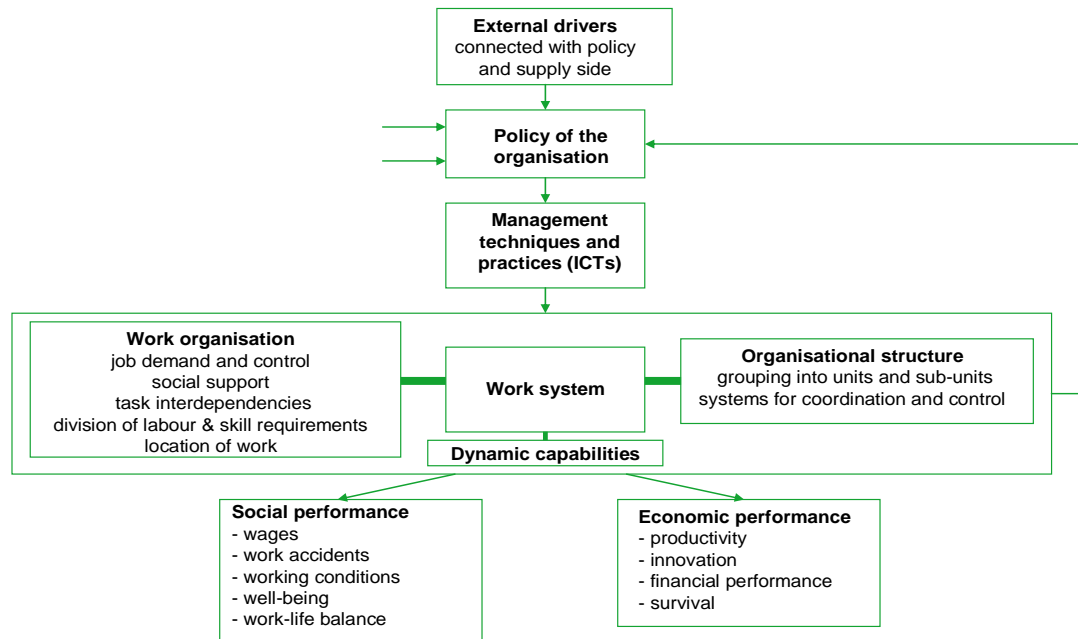 External drivers
connected with policy
and supply side
Policy of the
organisation
Management
techniques and
practices (ICTs)
Work organisation
job demand and control
social support
task interdependencies
division of labour & skill requirements
location of work
Work system
Organisational structure
grouping into units and sub-units
systems for coordination and control
Dynamic capabilities
Social performance
- wages
- work accidents
- working conditions
- well-being
- work-life balance
Economic performance
- productivity
- innovation
- financial performance
- survival